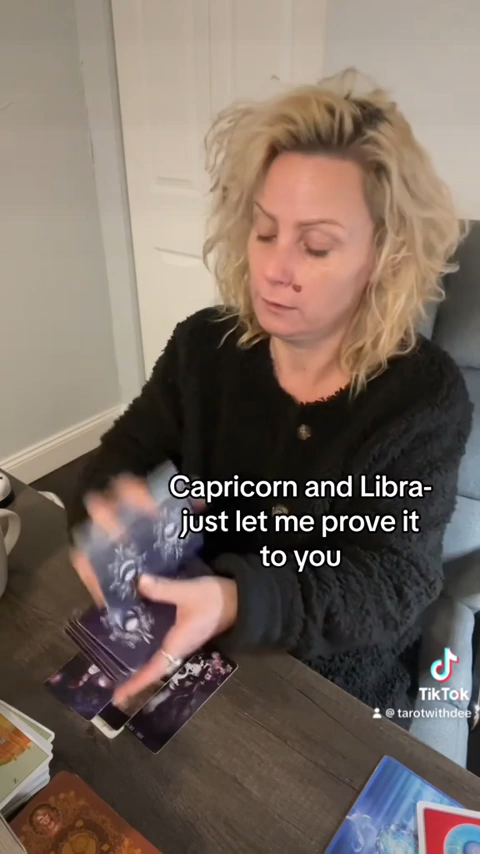 Capricorn and Libra-
just let me prove it
to you
TikTok
@ tarotwithdee